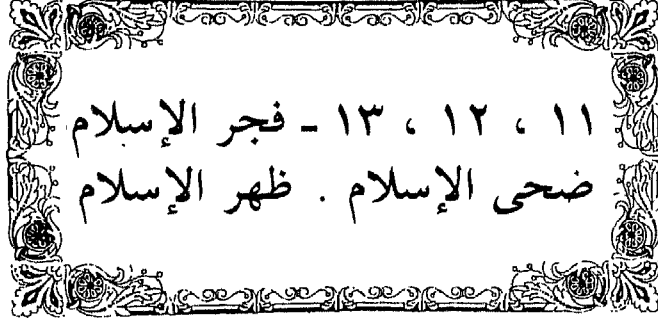 ١١ ، ١٢ ، ١٣ - فجر الإسلام
ضحى الإسلام . ظهر الإسلام